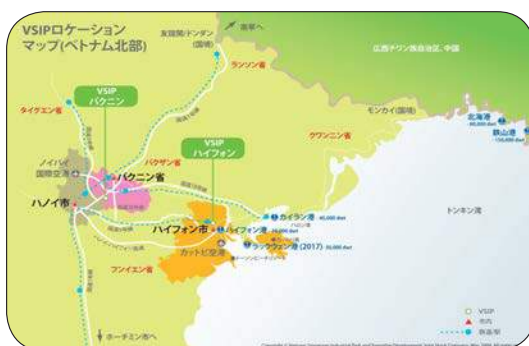 VSIPロケーション
マップ(ベトナム北部)
南寧へ
友誼関/ドンダン
(国境)
広西チワン族自治区、中国
ランソン省
VSIP
バクニン
タイグエン省
モンカイ(国境)
北海港
鉄山港
クワンニン省
VSIP
ハイフォン
バクザン省
ノイバイ
国際空港
バクニン省
ハノイ市
トンキン湾
カイラン港
ハイフォン市
ハイフォン港
ラックウェン港(2017)
カットビ空港
フンイエン省
VSIP
市内
鉄道/駅
ホーチミン市へ